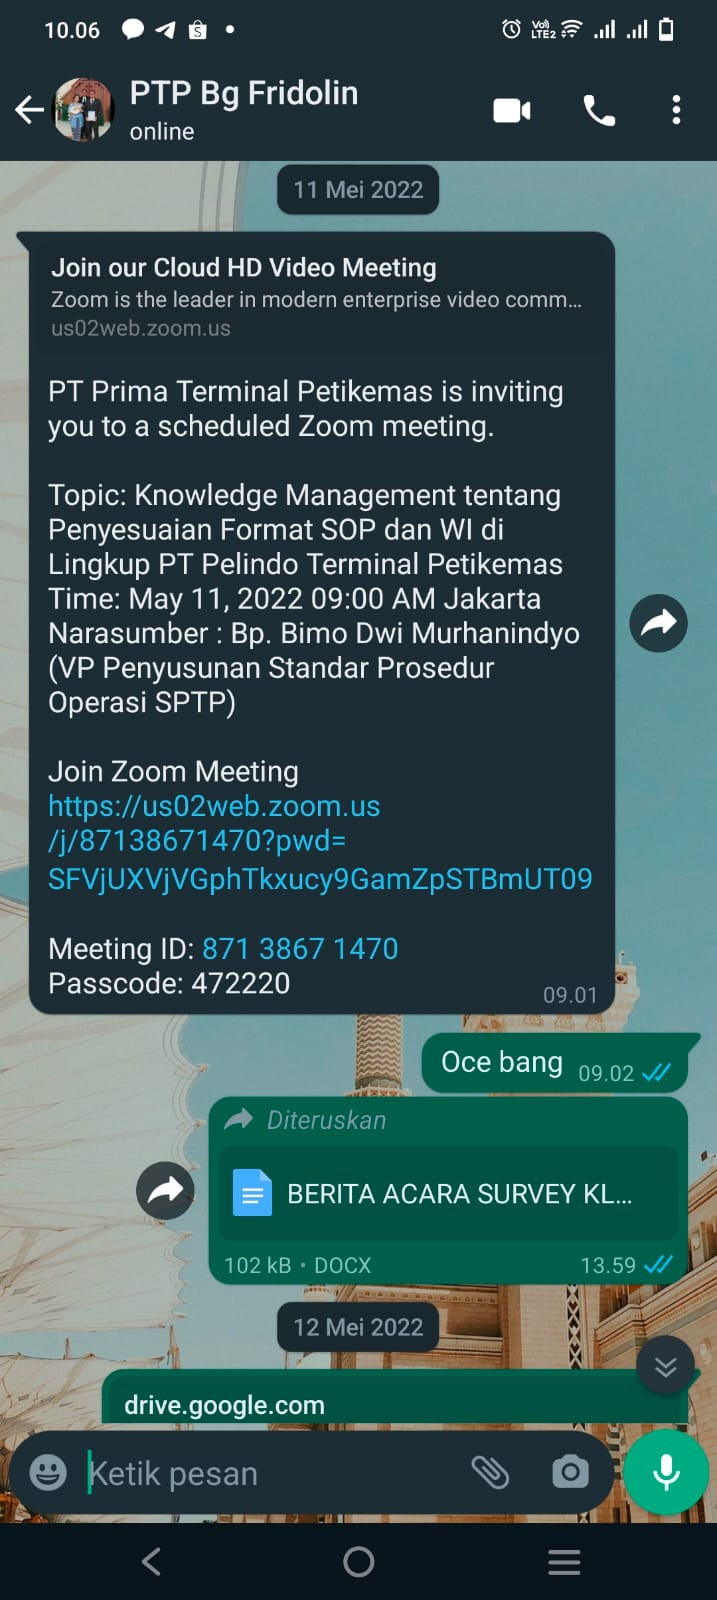 10.06
Vo)
LTE2
PTP Bg Fridolin
online
11 Mei 2022
Join our Cloud HD Video Meeting
Zoom is the leader in modern enterprise video comm...
us02web.zoom.us
PT Prima Terminal Petikemas is inviting
you to a scheduled Zoom meeting.
Topic: Knowledge Management tentang
Penyesuaian Format SOP dan WI di
Lingkup PT Pelindo Terminal Petikemas
Time: May 11, 2022 09:00 AM Jakarta
Narasumber : Bp. Bimo Dwi Murhanindyo
(VP Penyusunan Standar Prosedur
Operasi SPTP)
Join Zoom Meeting
https://us02web.zoom.us
/j/87138671470?pwd=
SFVjUXVjVGphTkxucy9GamZpSTBmUT09
Meeting ID: 871 3867 1470
Passcode: 472220
09.01
Oce bang 09.02
Diteruskan
BERITA ACARA SURVEY KL...
102 kB • DOCX 13.59
12 Mei 2022
drive.google.com
Ketik pesan